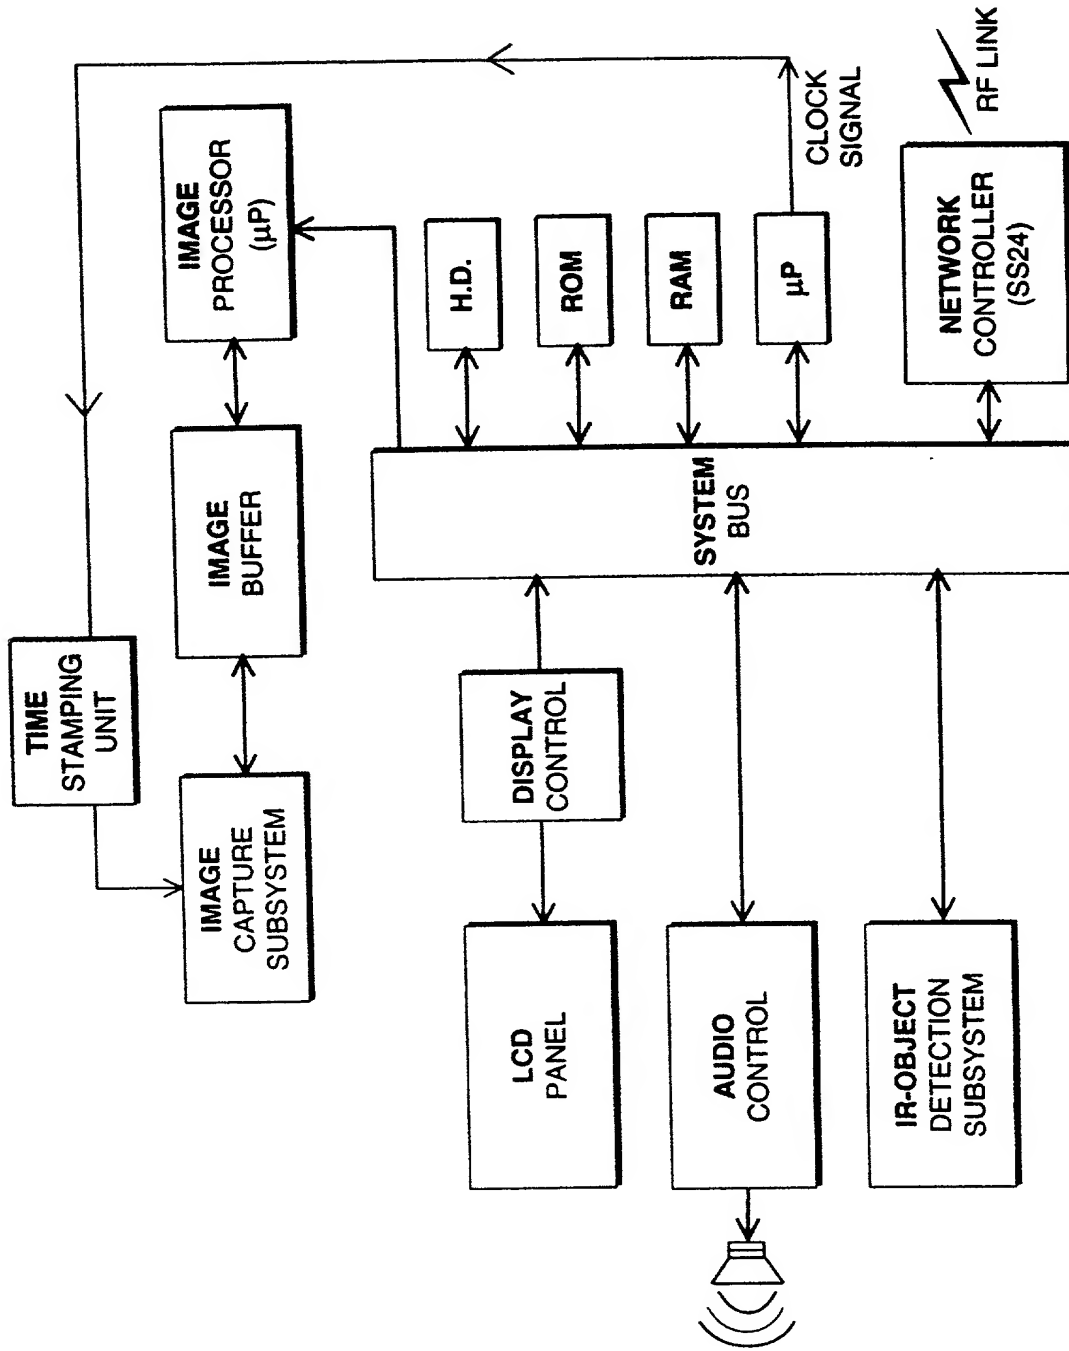 TIME
STAMPING
UNIT
IMAGE
CAPTURE
SUBSYSTEM
IMAGE
BUFFER
IMAGE
PROCESSOR
(µP)
LCD
PANEL
DISPLAY
CONTROL
AUDIO
CONTROL
IR-OBJECT
DETECTION
SUBSYSTEM
SYSTEM
BUS
H.D.
ROM
RAM
µP
CLOCK
SIGNAL
NETWORK
CONTROLLER
(SS24)
RF LINK